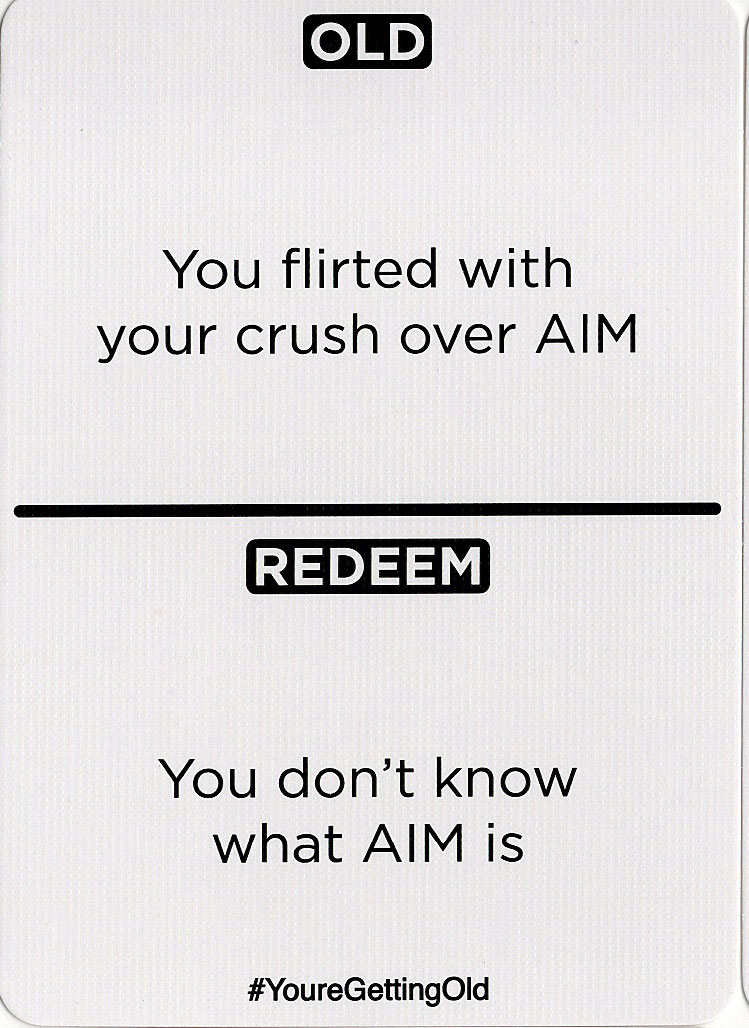 OLD
You flirted with
your crush over AIM
REDEEM
You don't know
what AIM is
#YoureGettingOld